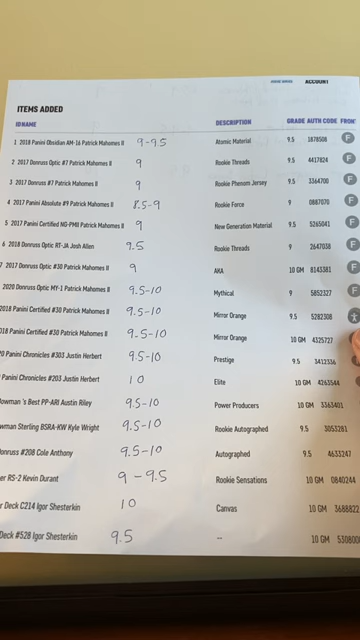 ACCOUNT
ITEMS ADDED
ID NAME DESCRIPTION GRADE AUTH CODE FRONT
1 2018 Panini Obsidian AM-16 Patrick Mahomes II 9-9.5 Atomic Material 9.5 1878508 F
2 2017 Donruss Optic #7 Patrick Mahomes II 9 Rookie Threads 9.5 4417824 F
3 2017 Donruss #7 Patrick Mahomes II 9 Rookie Phenom Jersey 9.5 3364700 F
4 2017 Panini Absolute #9 Patrick Mahomes II 8.5-9 Rookie Force 9 0887070 F
5 2017 Panini Certified NG-PMII Patrick Mahomes II 9 New Generation Material 9.5 5265041 F
6 2018 Donruss Optic RT-JA Josh Allen 9.5 Rookie Threads 9 2647038 F
7 2017 Donruss Optic #30 Patrick Mahomes II 9 AKA 10 GM 8143381 F
2020 Donruss Optic MY-1 Patrick Mahomes II 9.5-10 Mythical 9 5852327 F
2018 Panini Certified #30 Patrick Mahomes II 9.5-10 Mirror Orange 9.5 5282308
018 Panini Certified #30 Patrick Mahomes II 9.5-10 Mirror Orange 10 GM 4325727
0 Panini Chronicles #303 Justin Herbert 9.5-10 Prestige 9.5 3412336
Panini Chronicles #203 Justin Herbert 10 Elite 10 GM 4263544
owman 's Best PP-ARI Austin Riley 9.5-10 Power Producers 10 GM 3363401
wman Sterling BSRA-KW Kyle Wright 9.5-10 Rookie Autographed 9.5 3053281
onruss #208 Cole Anthony 9.5-10 Autographed 9.5 4633247
er RS-2 Kevin Durant 9-9.5 Rookie Sensations 10 GM 0840244
r Deck C214 Igor Shesterkin 10 Canvas 10 GM 3688822
Deck #528 Igor Shesterkin 9.5 -- 10 GM 530800